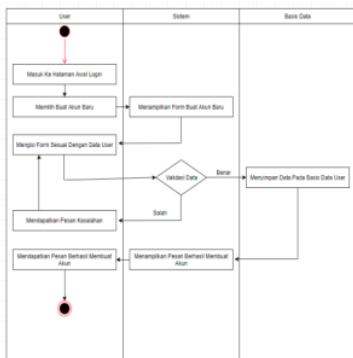 User
Sistem
Basis Data
Masuk Ke Halaman Awal Login
Memilih Buat Akun Baru
Menampilkan Form Buat Akun Baru
Mengisi Form Sesuai Dengan Data User
Validasi Data
Benar
Menyimpan Data Pada Basis Data User
Salah
Mendapatkan Pesan Kesalahan
Mendapatkan Pesan Berhasil Membuat
Akun
Menampilkan Pesan Berhasil Membuat
Akun